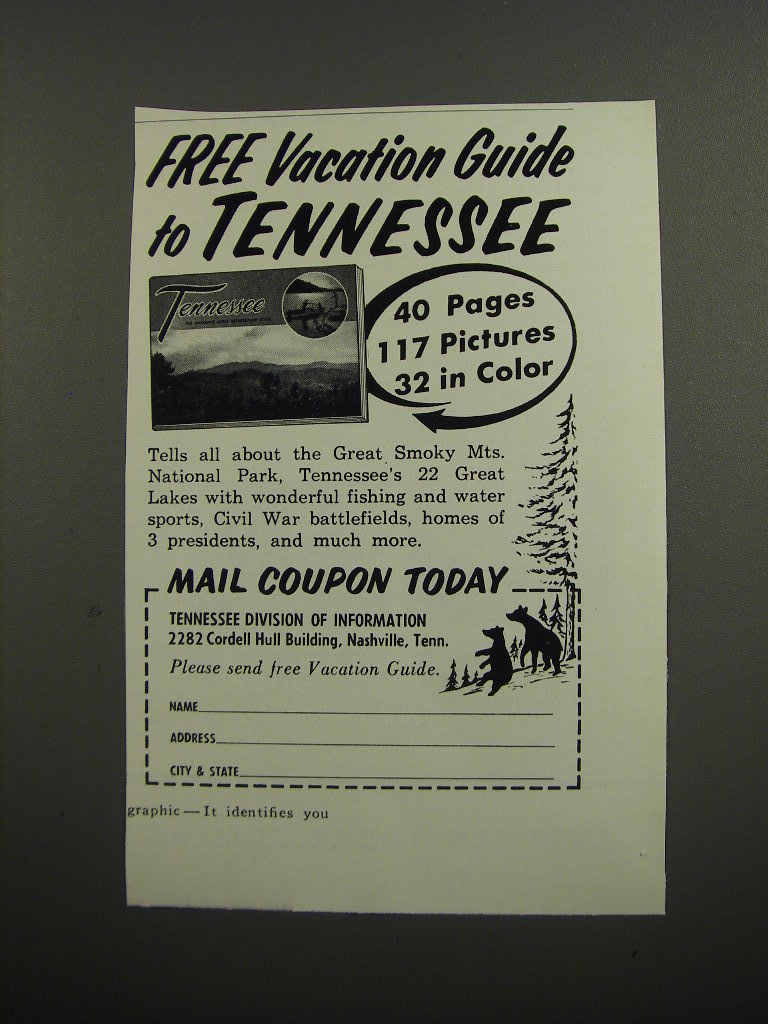 FREE Vacation Guide
to TENNESSEE
Tennessee
40 Pages
117 Pictures
32 in Color
Tells all about the Great Smoky Mts.
National Park, Tennessee's 22 Great
Lakes with wonderful fishing and water
sports, Civil War battlefields, homes of
3 presidents, and much more.
MAIL COUPON TODAY
TENNESSEE DIVISION OF INFORMATION
2282 Cordell Hull Building, Nashville, Tenn.
Please send free Vacation Guide.
NAME
ADDRESS
CITY & STATE
graphic—It identifies you